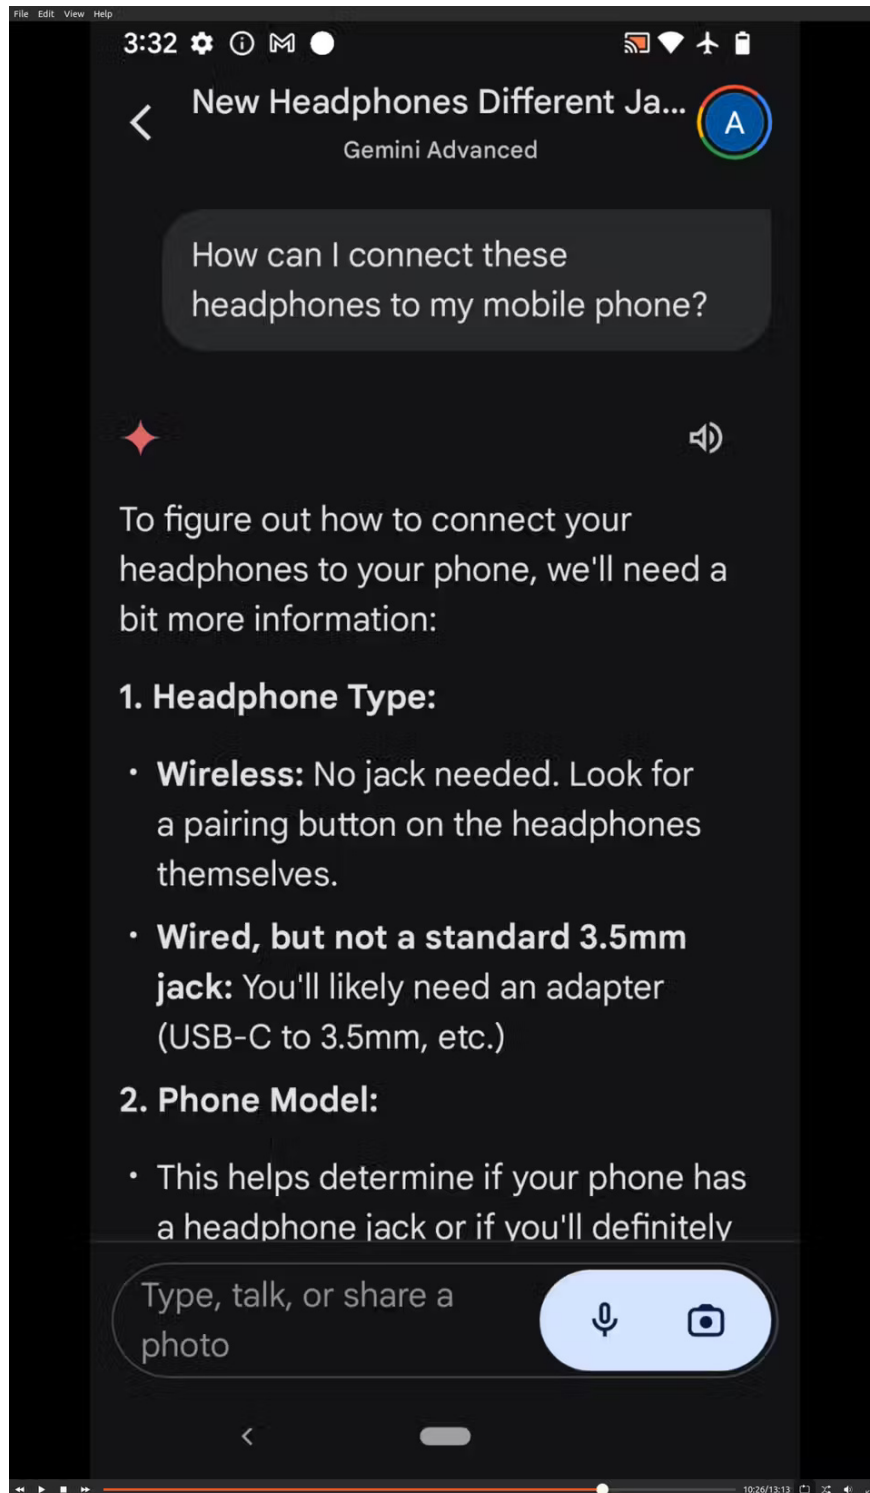 File Edit View Help
3:32
New Headphones Different Ja...
A
Gemini Advanced
How can I connect these
headphones to my mobile phone?
To figure out how to connect your
headphones to your phone, we'll need a
bit more information:
1. Headphone Type:
• Wireless: No jack needed. Look for
a pairing button on the headphones
themselves.
• Wired, but not a standard 3.5mm
jack: You'll likely need an adapter
(USB-C to 3.5mm, etc.)
2. Phone Model:
• This helps determine if your phone has
a headphone jack or if you'll definitely
Type, talk, or share a
photo
10:26/13:13